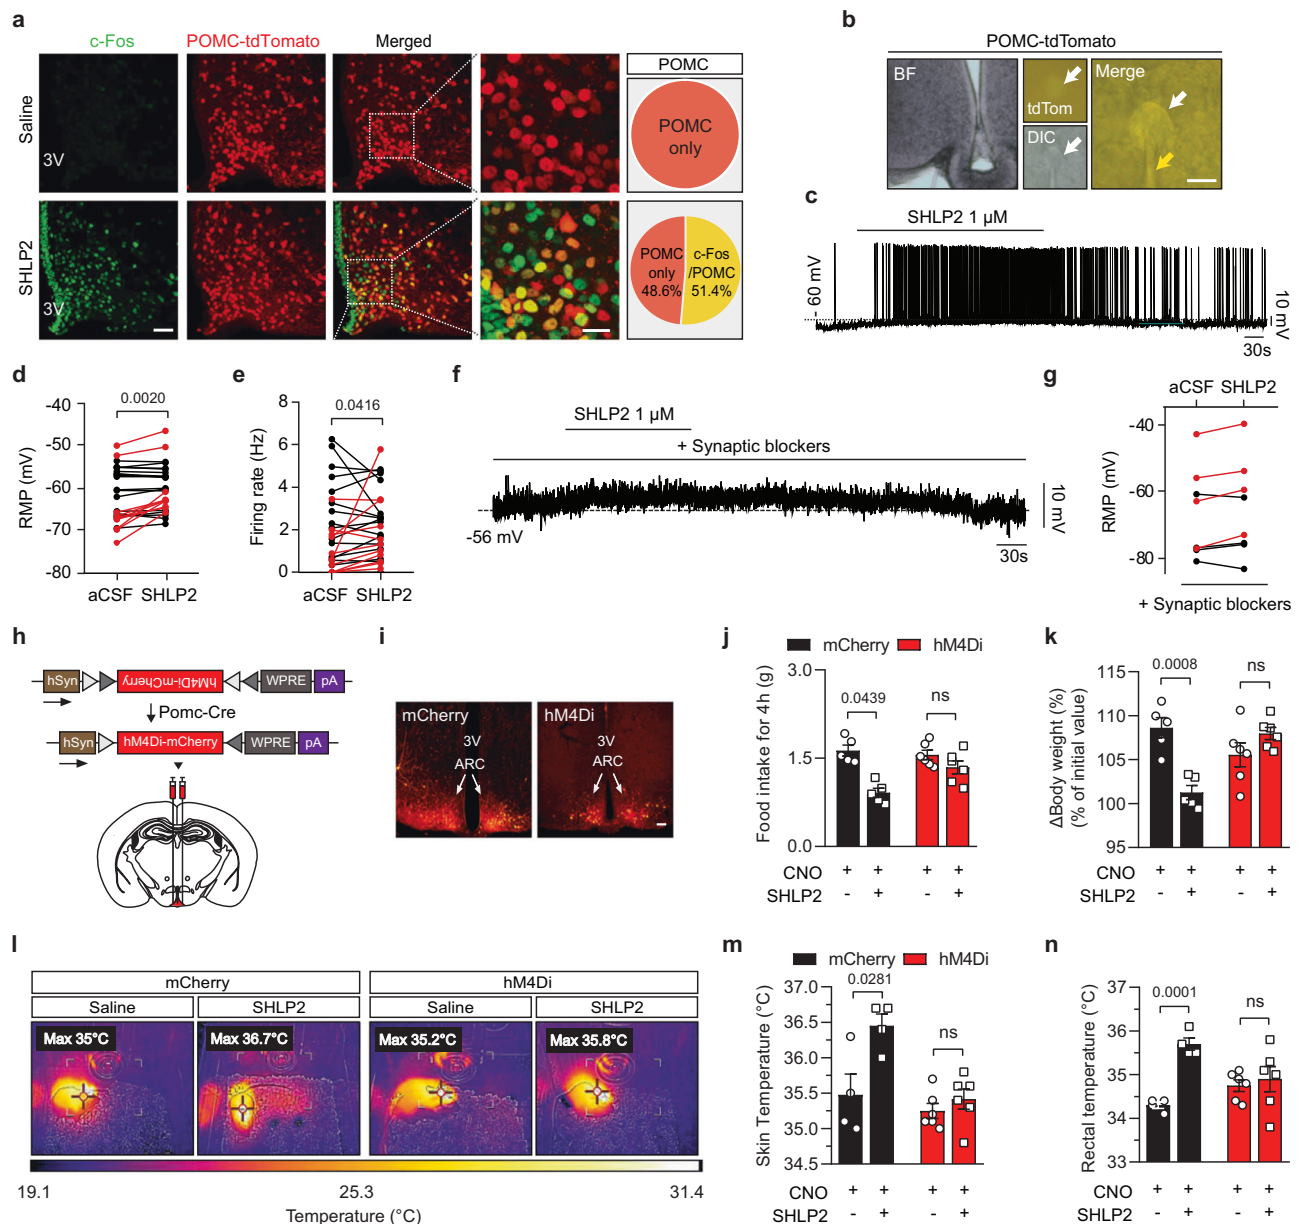 a
c-Fos
POMC-tdTomato
Merged
Saline
3V
SHLP2
3V
POMC
POMC only
POMC only 48.6%
c-Fos /POMC 51.4%
b
POMC-tdTomato
BF
tdTom
DIC
Merge
c
SHLP2 1 µM
- 60 mV
10 mV
30s
d
0.0020
RMP (mV)
-40
-50
-60
-70
-80
aCSF SHLP2
e
0.0416
Firing rate (Hz)
8
6
4
2
0
aCSF SHLP2
f
SHLP2 1 µM
+ Synaptic blockers
-56 mV
10 mV
30s
g
aCSF SHLP2
RMP (mV)
-40
-60
-80
+ Synaptic blockers
h
hSyn
hM4Di-mCherry
WPRE
pA
Pomc-Cre
hSyn
hM4Di-mCherry
WPRE
pA
i
mCherry
3V
ARC
hM4Di
3V
ARC
j
mCherry
hM4Di
Food intake for 4h (g)
3.0
1.5
0.0
0.0439
ns
CNO + + + +
SHLP2 - + - +
k
ΔBody weight (%)
(% of initial value)
115
110
105
100
95
0.0008
ns
CNO + + + +
SHLP2 - + - +
l
mCherry
hM4Di
Saline
SHLP2
Saline
SHLP2
Max 35°C
Max 36.7°C
Max 35.2°C
Max 35.8°C
19.1
25.3
31.4
Temperature (°C)
m
mCherry
hM4Di
Skin Temperature (°C)
37.0
36.5
36.0
35.5
35.0
34.5
0.0281
ns
CNO + + + +
SHLP2 - + - +
n
Rectal temperature (°C)
37
36
35
34
33
0.0001
ns
CNO + + + +
SHLP2 - + - +